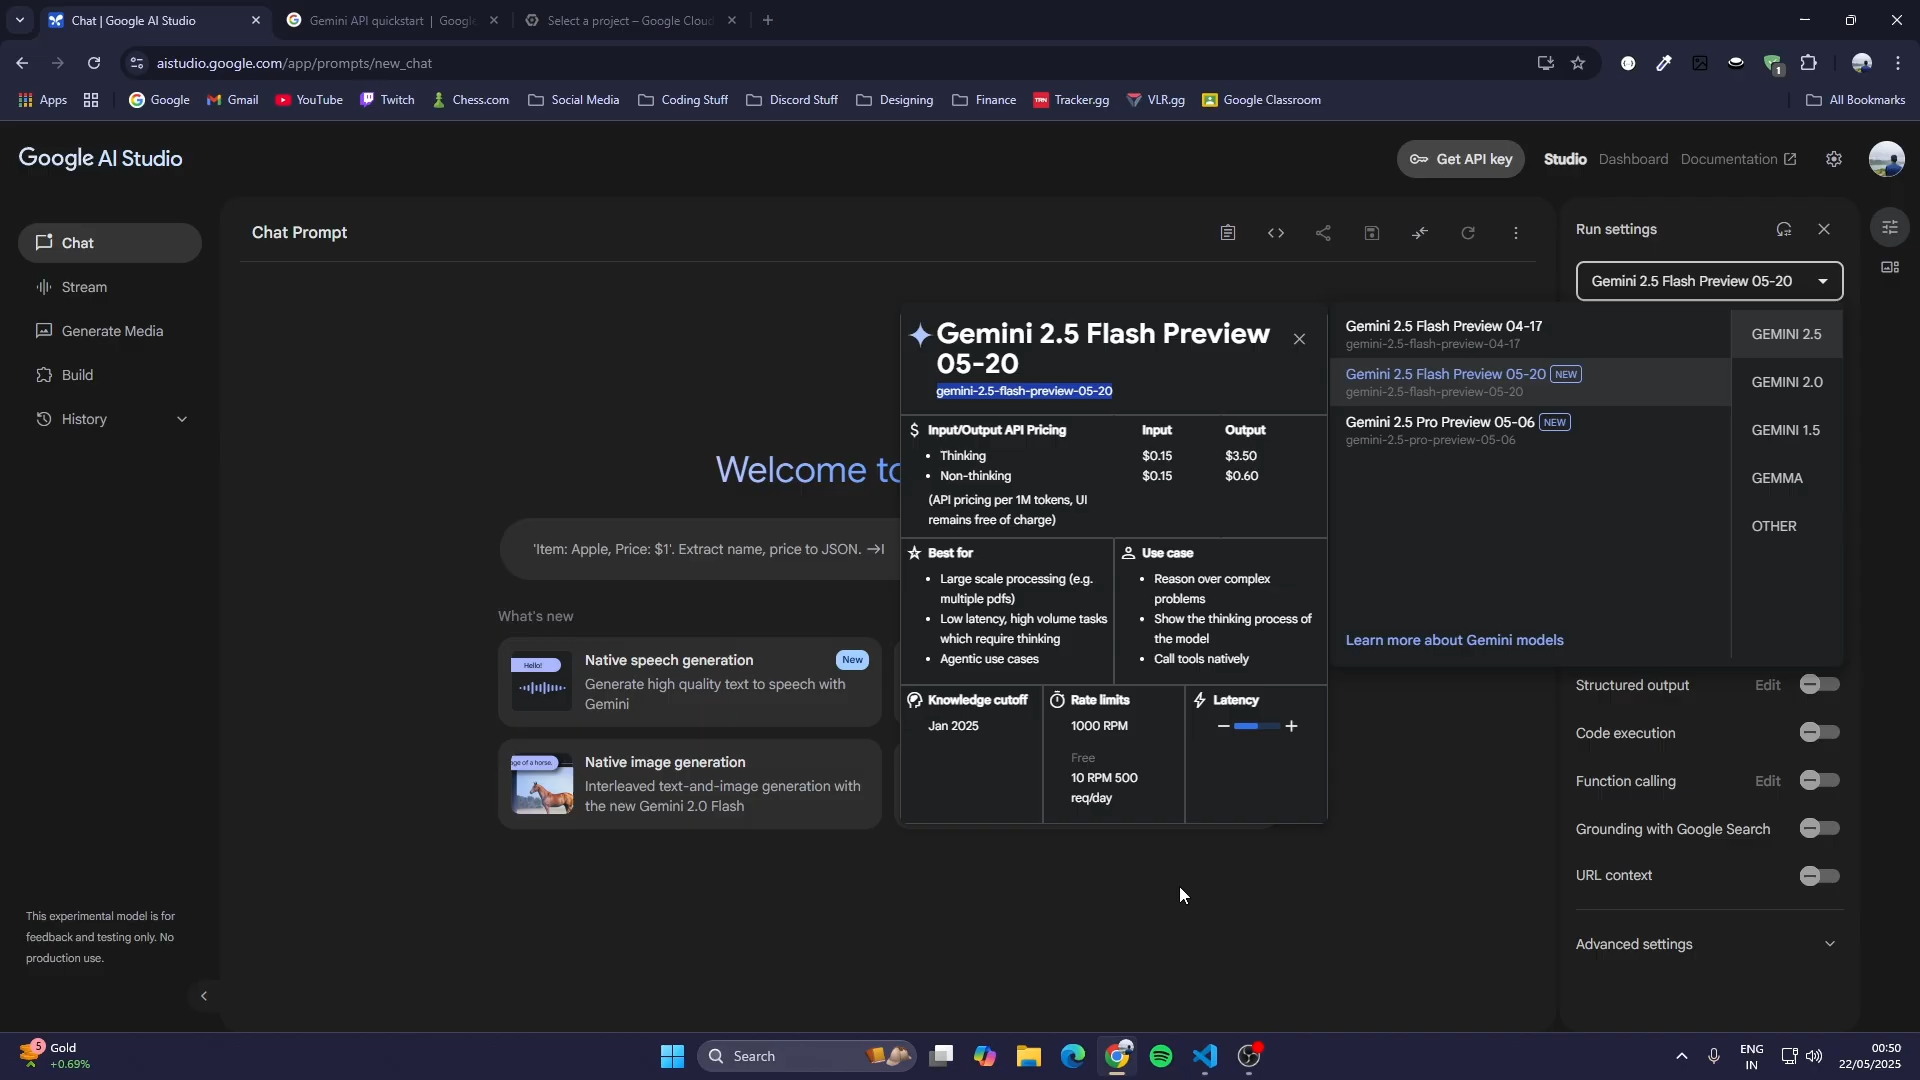 Chat | Google AI Studio
Gemini API quickstart | Google
Select a project – Google Cloud
aistudio.google.com/app/prompts/new_chat
1
Apps
Google
Gmail
YouTube
Twitch
Chess.com
Social Media
Coding Stuff
Discord Stuff
Designing
Finance
TRN
Tracker.gg
VLR.gg
Google Classroom
All Bookmarks
Google AI Studio
Get API key
Studio
Dashboard
Documentation
Chat
Stream
Generate Media
Build
History
This experimental model is for
feedback and testing only. No
production use.
Chat Prompt
Welcome to
'Item: Apple, Price: $1'. Extract name, price to JSON.
What's new
Hello!
Native speech generation
New
Generate high quality text to speech with
Gemini
age of a horse.
Native image generation
Interleaved text-and-image generation with
the new Gemini 2.0 Flash
Gemini 2.5 Flash Preview
05-20
gemini-2.5-flash-preview-05-20
Input/Output API Pricing Input Output
• Thinking $0.15 $3.50
• Non-thinking $0.15 $0.60
(API pricing per 1M tokens, UI
remains free of charge)
Best for
• Large scale processing (e.g.
multiple pdfs)
• Low latency, high volume tasks
which require thinking
• Agentic use cases
Use case
• Reason over complex
problems
• Show the thinking process of
the model
• Call tools natively
Knowledge cutoff
Jan 2025
Rate limits
1000 RPM
Free
10 RPM 500
req/day
Latency
Run settings
Gemini 2.5 Flash Preview 05-20
Gemini 2.5 Flash Preview 04-17
gemini-2.5-flash-preview-04-17
Gemini 2.5 Flash Preview 05-20 NEW
gemini-2.5-flash-preview-05-20
Gemini 2.5 Pro Preview 05-06 NEW
gemini-2.5-pro-preview-05-06
Learn more about Gemini models
GEMINI 2.5
GEMINI 2.0
GEMINI 1.5
GEMMA
OTHER
Structured output Edit
Code execution
Function calling Edit
Grounding with Google Search
URL context
Advanced settings
5
Gold
+0.69%
Search
ENG
IN
00:50
22/05/2025